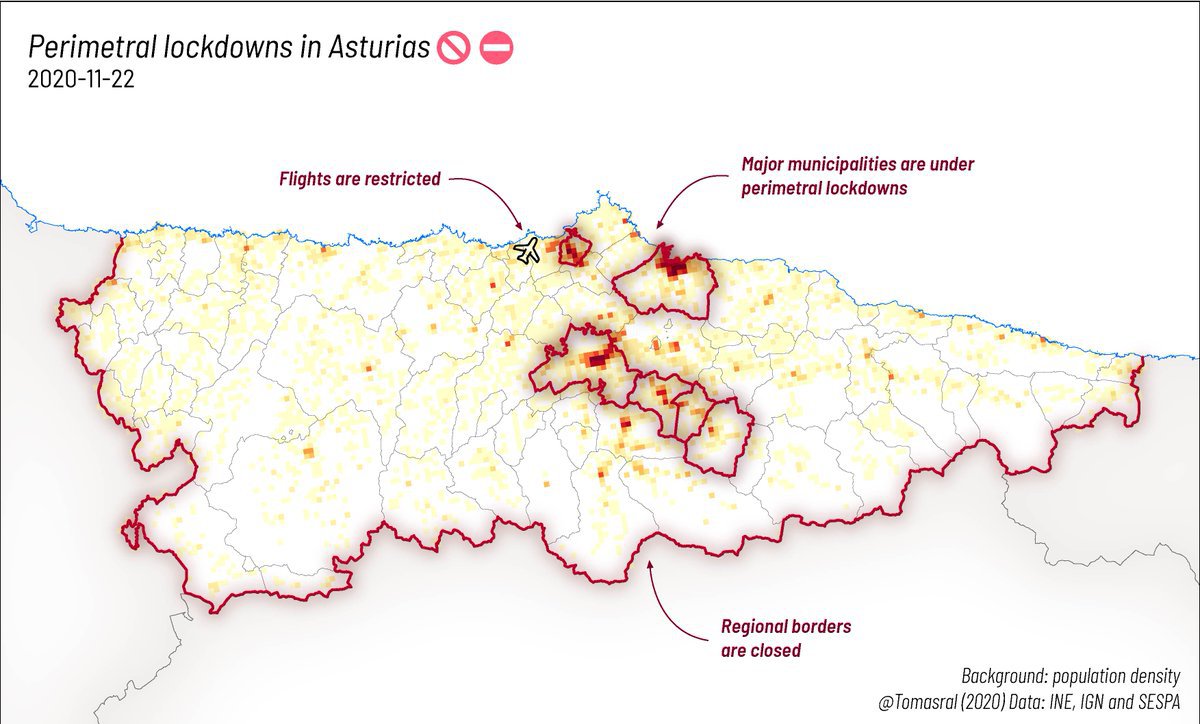 Perimetral lockdowns in Asturias
2020-11-22
Flights are restricted
Major municipalities are under
perimetral lockdowns
Regional borders
are closed
Background: population density
@Tomasral (2020) Data: INE, IGN and SESPA